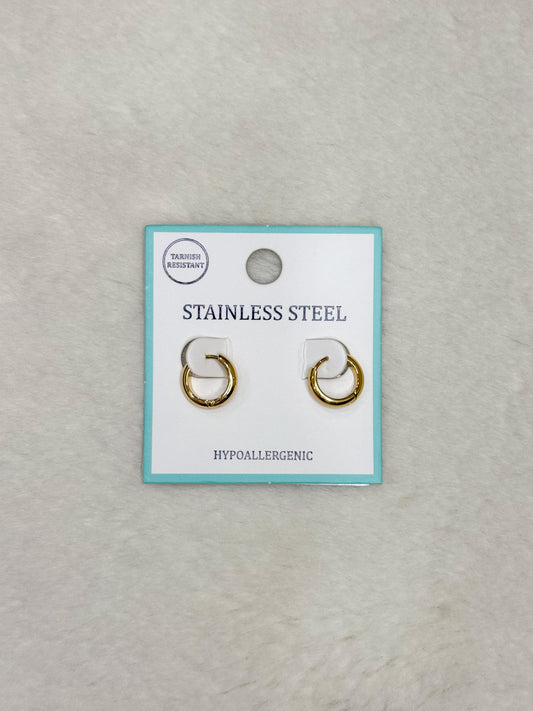 TARNISH
RESISTANT
STAINLESS STEEL
HYPOALLERGENIC